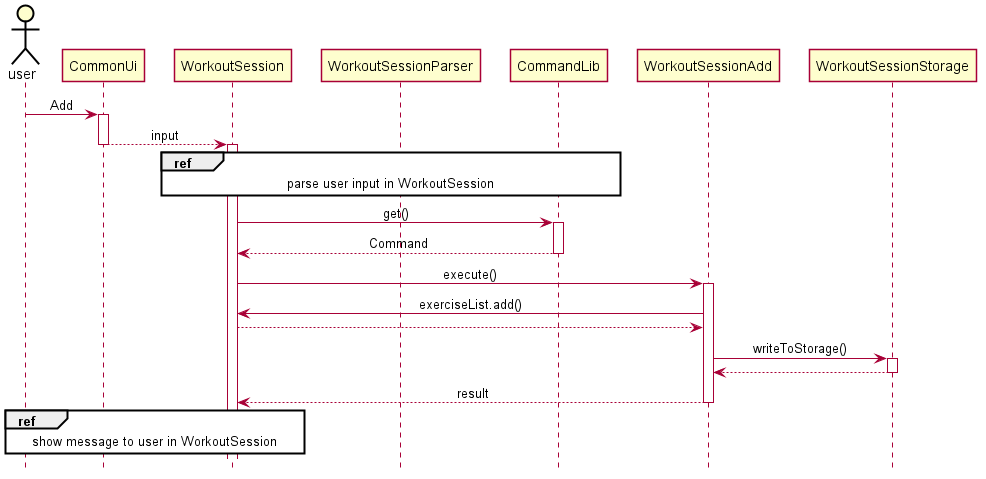 user
CommonUi
WorkoutSession
WorkoutSessionParser
CommandLib
WorkoutSessionAdd
WorkoutSessionStorage
Add
input
ref
parse user input in WorkoutSession
get()
Command
execute()
exerciseList.add()
writeToStorage()
result
ref
show message to user in WorkoutSession